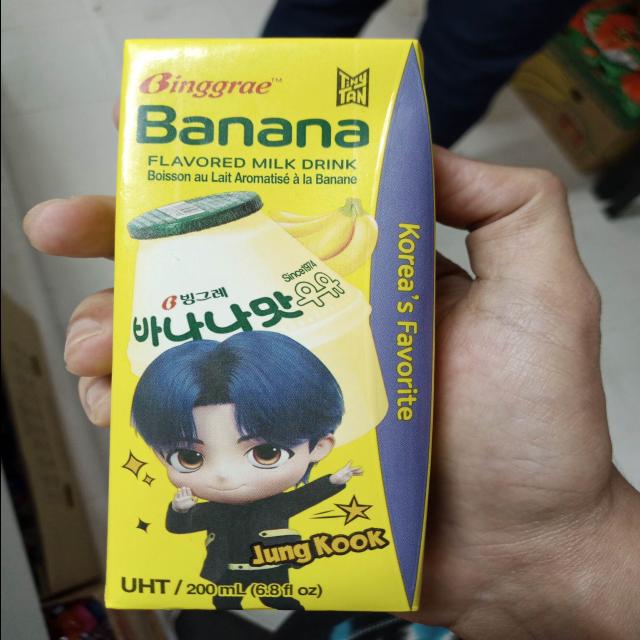 Binggrae™
TinyTAN
Banana
FLAVORED MILK DRINK
Boisson au Lait Aromatisé à la Banane
Since1974
빙그레
바나나맛우유
Korea's Favorite
Jung Kook
UHT / 200 mL (6.8 fl oz)